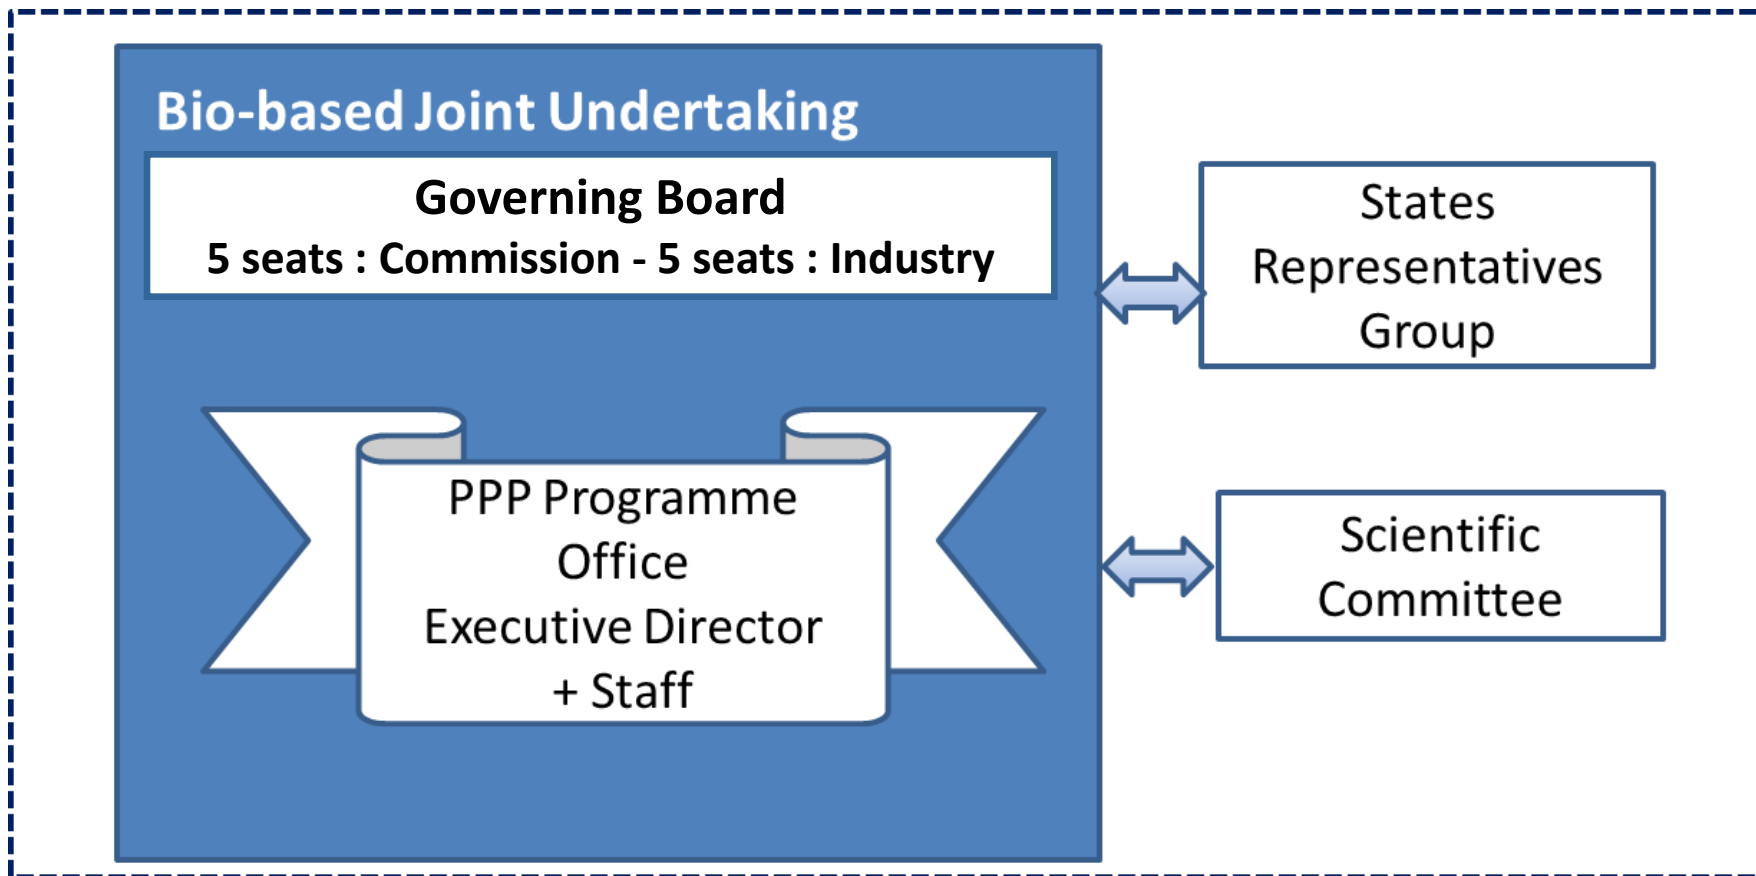 Bio-based Joint Undertaking
Governing Board
5 seats : Commission - 5 seats : Industry
States
Representatives
Group
PPP Programme
Office
Executive Director
+ Staff
Scientific
Committee